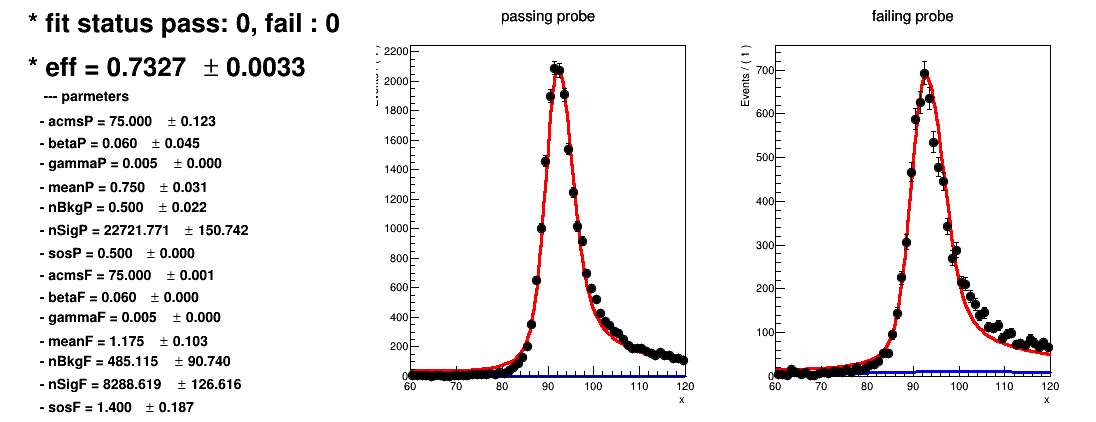 * fit status pass: 0, fail : 0
* eff = 0.7327 ± 0.0033
--- parmeters
- acmsP = 75.000 ± 0.123
- betaP = 0.060 ± 0.045
- gammaP = 0.005 ± 0.000
- meanP = 0.750 ± 0.031
- nBkgP = 0.500 ± 0.022
- nSigP = 22721.771 ± 150.742
- sosP = 0.500 ± 0.000
- acmsF = 75.000 ± 0.001
- betaF = 0.060 ± 0.000
- gammaF = 0.005 ± 0.000
- meanF = 1.175 ± 0.103
- nBkgF = 485.115 ± 90.740
- nSigF = 8288.619 ± 126.616
- sosF = 1.400 ± 0.187
passing probe
2200
2000
1800
1600
1400
1200
1000
800
600
400
200
0
60 70 80 90 100 110 120
x
failing probe
Events / ( 1 )
700
600
500
400
300
200
100
0
60 70 80 90 100 110 120
x